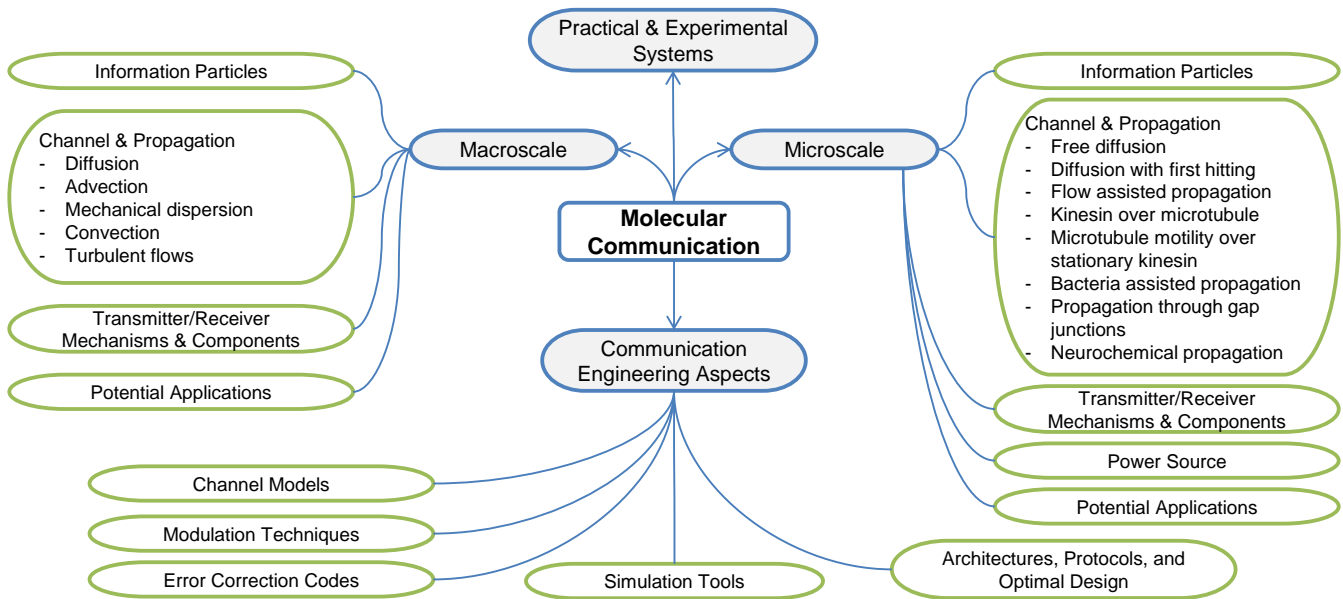 Practical & Experimental
Systems
Information Particles
Channel & Propagation
- Diffusion
- Advection
- Mechanical dispersion
- Convection
- Turbulent flows
Transmitter/Receiver
Mechanisms & Components
Potential Applications
Macroscale
Microscale
Molecular
Communication
Information Particles
Channel & Propagation
- Free diffusion
- Diffusion with first hitting
- Flow assisted propagation
- Kinesin over microtubule
- Microtubule motility over
stationary kinesin
- Bacteria assisted propagation
- Propagation through gap
junctions
- Neurochemical propagation
Transmitter/Receiver
Mechanisms & Components
Power Source
Potential Applications
Communication
Engineering Aspects
Channel Models
Modulation Techniques
Error Correction Codes
Simulation Tools
Architectures, Protocols, and
Optimal Design